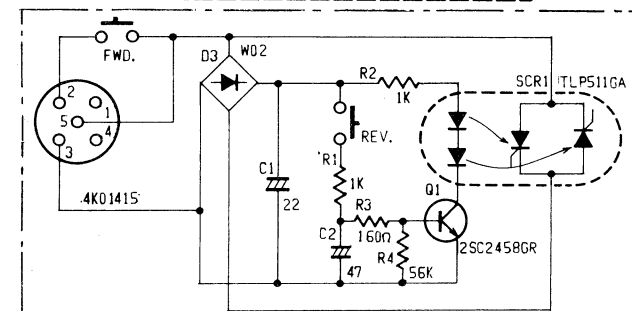 FWD.
D3
W02
R2
1K
SCR1 TLP511GA
2
1
5
4
3
REV.
R1
1K
C1
22
Q1
4K01415
R3
160Ω
C2
47
R4
56K
2SC2458GR